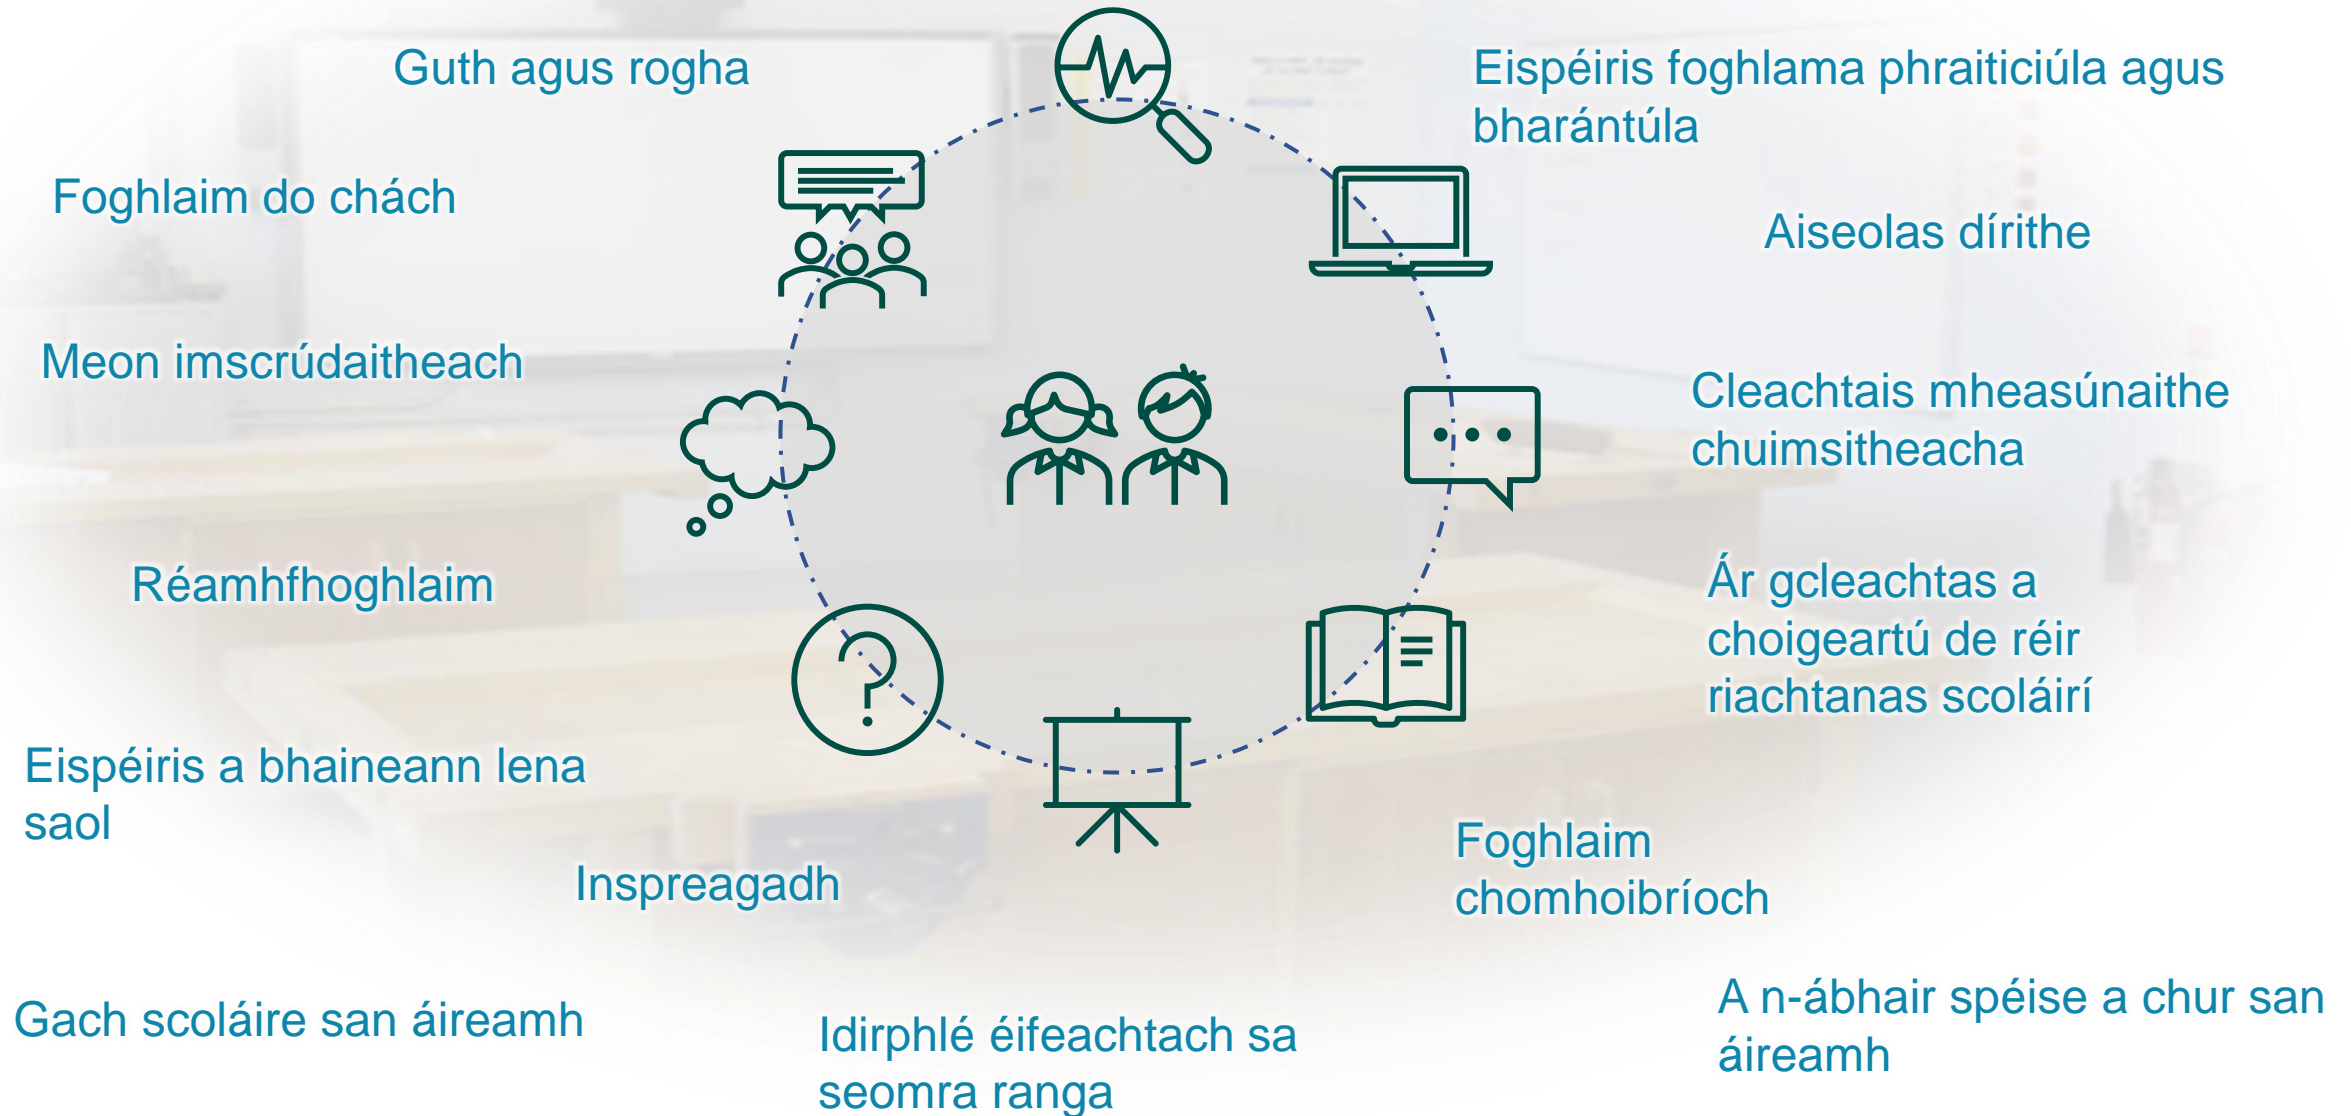 Guth agus rogha
Eispéiris foghlama phraiticiúla agus
bharántúla
Foghlaim do chách
Aiseolas dírithe
Meon imscrúdaitheach
Cleachtais mheasúnaithe
chuimsitheacha
Réamhfhoghlaim
Ár gcleachtas a
choigeartú de réir
riachtanas scoláirí
Eispéiris a bhaineann lena
saol
Foghlaim
chomhoibríoch
Inspreagadh
Gach scoláire san áireamh
Idirphlé éifeachtach sa
seomra ranga
A n-ábhair spéise a chur san
áireamh